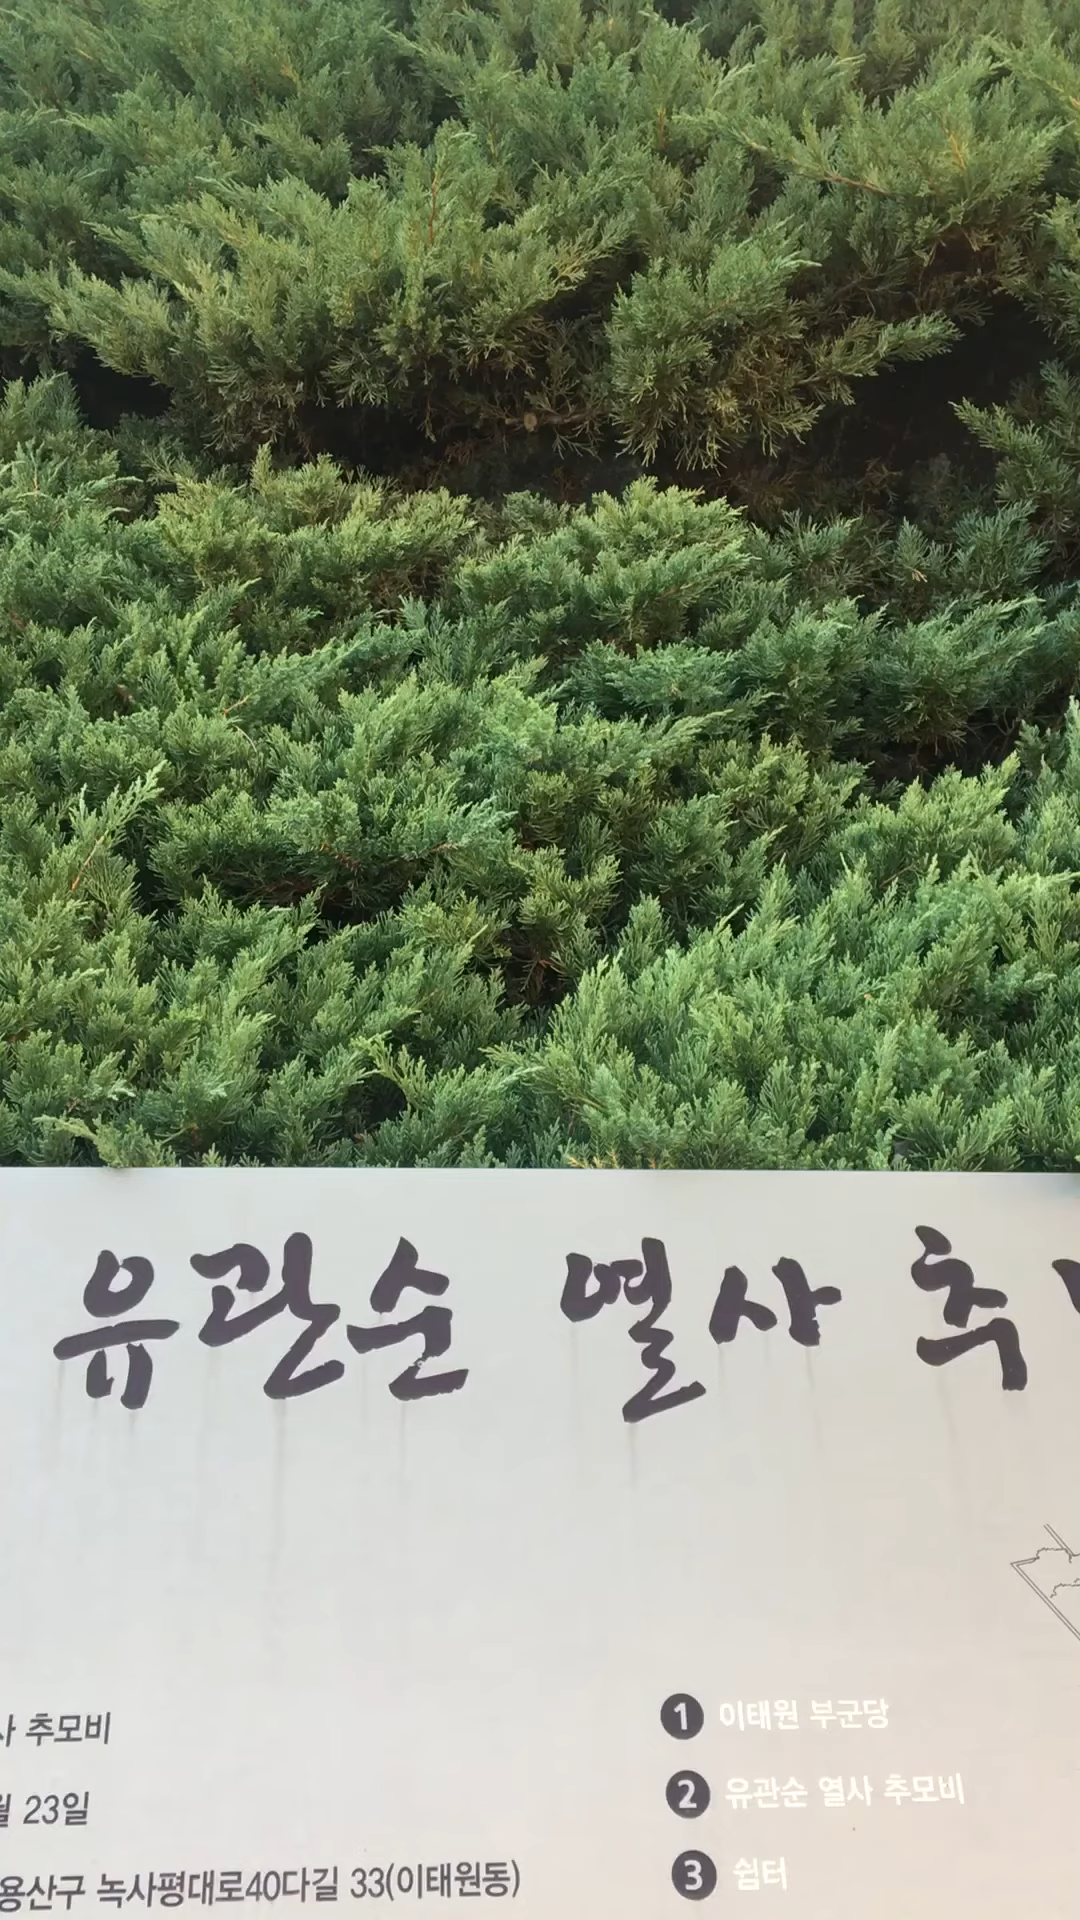 유관순 열사 추
사 추모비
월 23일
용산구 녹사평대로40다길 33(이태원동)
1 이태원 부군당
2 유관순 열사 추모비
3 쉼터